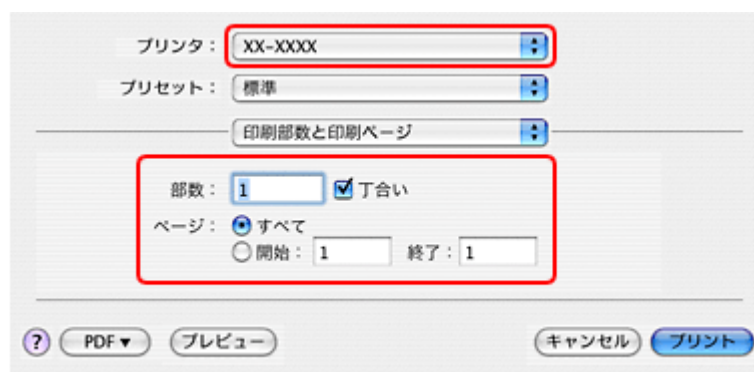 プリンタ： XX-XXXX
プリセット： 標準
印刷部数と印刷ページ
部数： 1 丁合い
ページ： すべて
開始： 1 終了： 1
? PDF▼ プレビュー キャンセル プリント